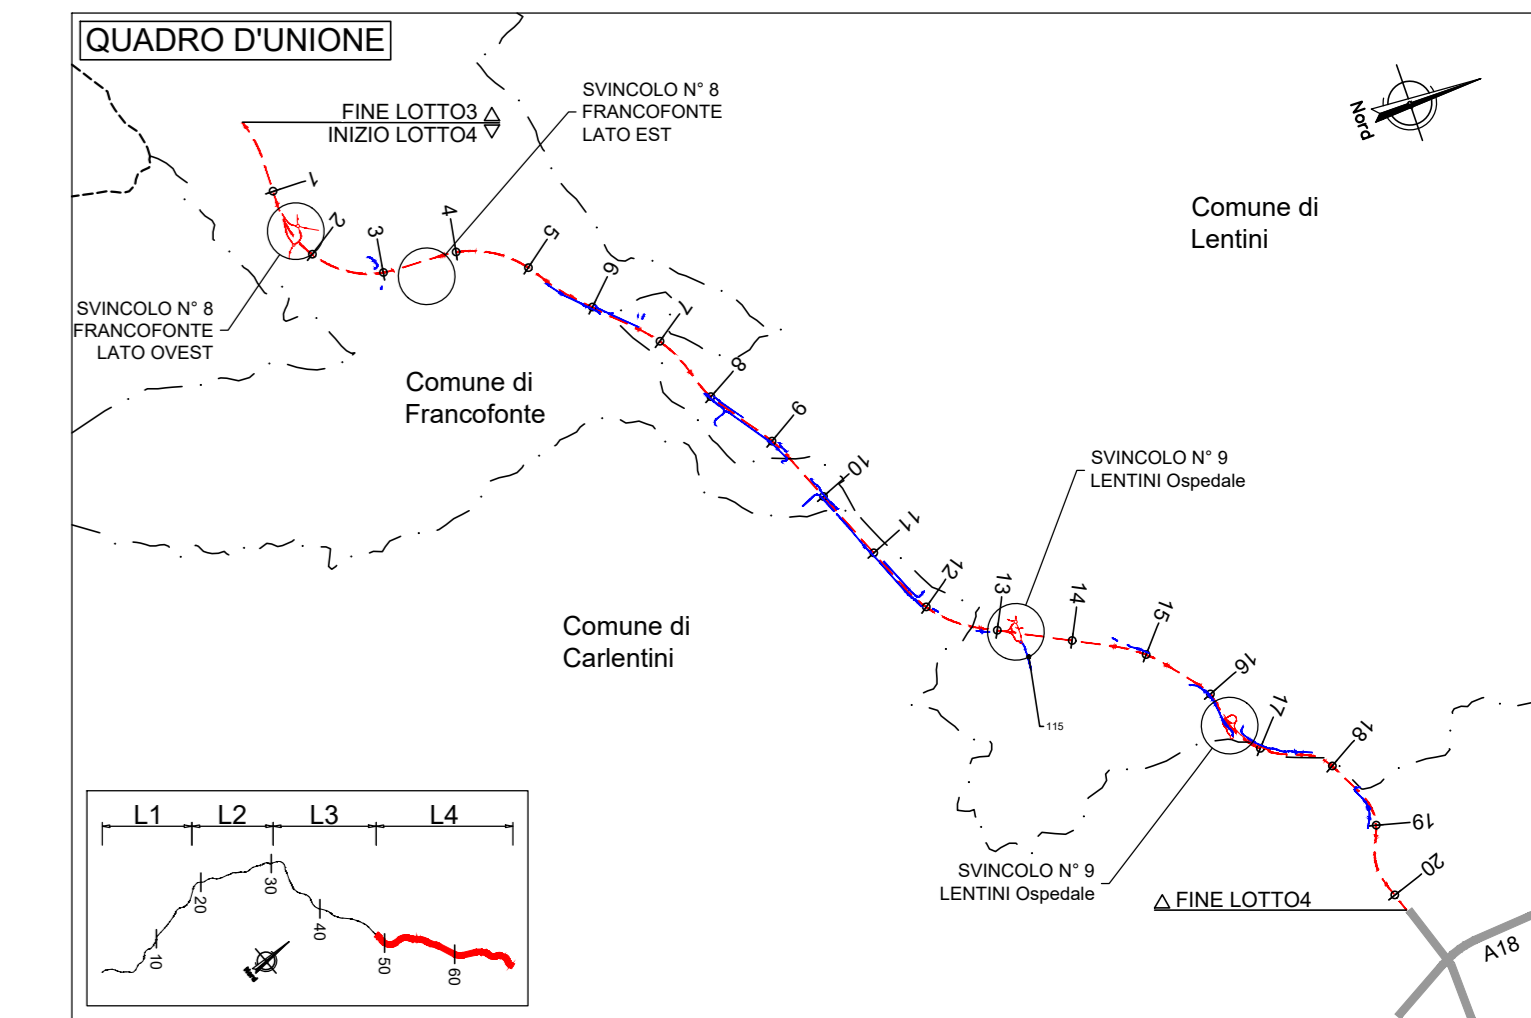 QUADRO D'UNIONE
FINE LOTTO3
INIZIO LOTTO4
SVINCOLO N° 8
FRANCOFONTE
LATO EST
Nord
Comune di
Lentini
1
2
3
4
5
6
7
8
9
10
11
12
13
14
15
16
17
18
19
20
SVINCOLO N° 8
FRANCOFONTE
LATO OVEST
Comune di
Francofonte
SVINCOLO N° 9
LENTINI Ospedale
Comune di
Carlentini
115
SVINCOLO N° 9
LENTINI Ospedale
FINE LOTTO4
A18
L1 L2 L3 L4
10
20
30
40
50
60
Nord